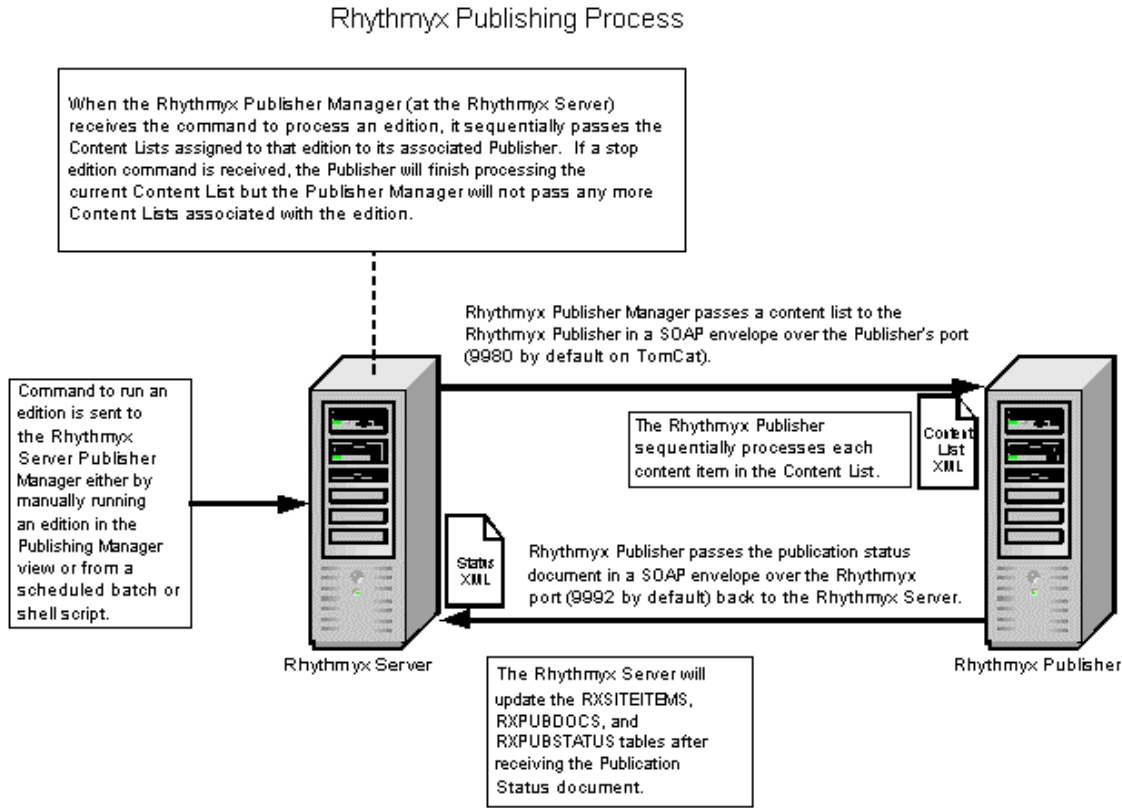 Rhythmyx Publishing Process
When the Rhythmyx Publisher Manager (at the Rhythmyx Server)
receives the command to process an edition, it sequentially passes the
Content Lists assigned to that edition to its associated Publisher.  If a stop
edition command is received, the Publisher will finish processing the
current Content List but the Publisher Manager will not pass any more
Content Lists associated with the edition.
Rhythmyx Publisher Manager passes a content list to the
Rhythmyx Publisher in a SOAP envelope over the Publisher's port
(9980 by default on TomCat).
Command to run an
edition is sent to
the Rhythmyx
Server Publisher
Manager either by
manually running
an edition in the
Publishing Manager
view or from a
scheduled batch or
shell script.
The Rhythmyx Publisher
sequentially processes each
content item in the Content List.
Content
List
XML
Status
XML
Rhythmyx Publisher passes the publication status
document in a SOAP envelope over the Rhythmyx
port (9992 by default) back to the Rhythmyx Server.
Rhythmyx Server
Rhythmyx Publisher
The Rhythmyx Server will
update the RXSITEITEMS,
RXPUBDOCS, and
RXPUBSTATUS tables after
receiving the Publication
Status document.